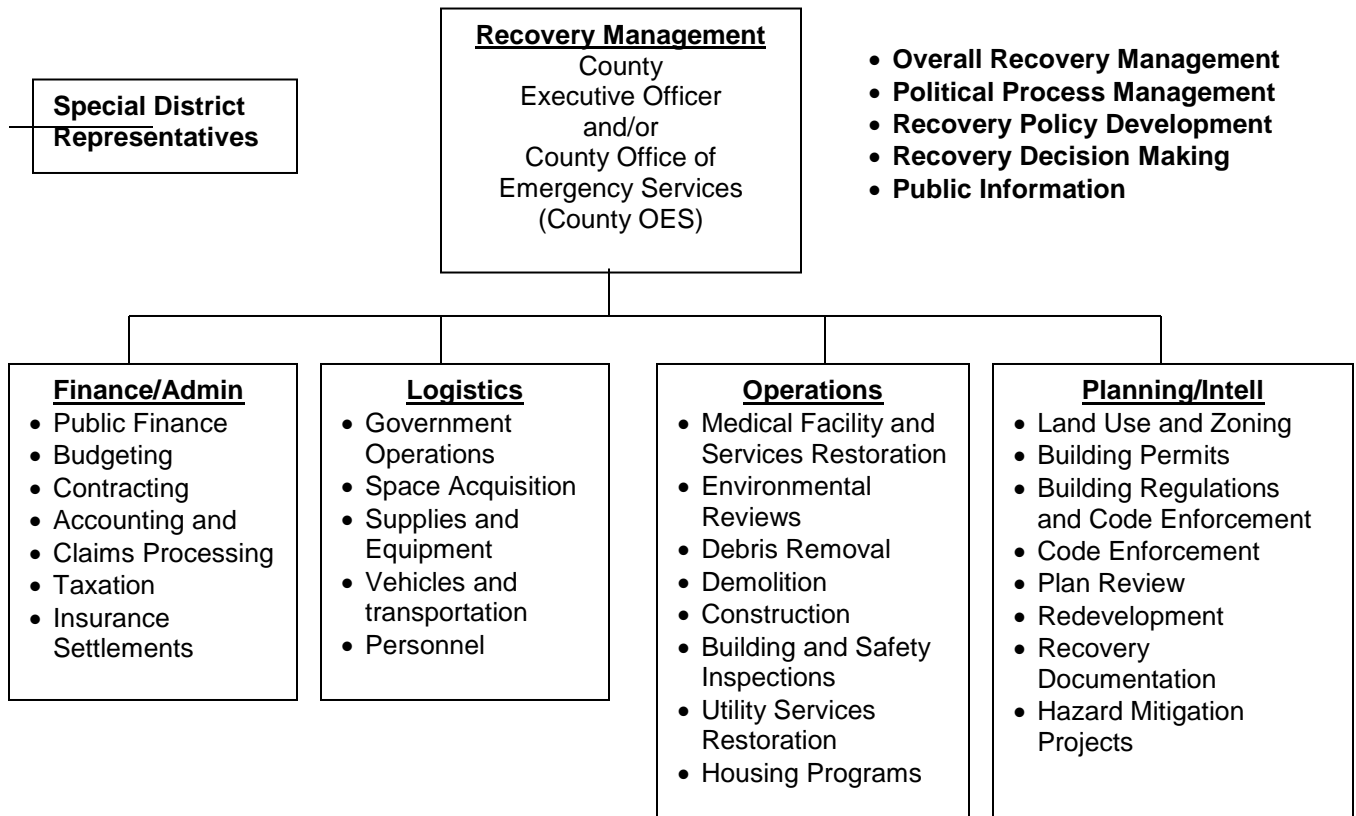 Special District
Representatives
Recovery Management
County
Executive Officer
and/or
County Office of
Emergency Services
(County OES)
• Overall Recovery Management
• Political Process Management
• Recovery Policy Development
• Recovery Decision Making
• Public Information
Finance/Admin
• Public Finance
• Budgeting
• Contracting
• Accounting and
• Claims Processing
• Taxation
• Insurance
Settlements
Logistics
• Government
Operations
• Space Acquisition
• Supplies and
Equipment
• Vehicles and
transportation
• Personnel
Operations
• Medical Facility and
Services Restoration
• Environmental
Reviews
• Debris Removal
• Demolition
• Construction
• Building and Safety
Inspections
• Utility Services
Restoration
• Housing Programs
Planning/Intell
• Land Use and Zoning
• Building Permits
• Building Regulations
and Code Enforcement
• Code Enforcement
• Plan Review
• Redevelopment
• Recovery
Documentation
• Hazard Mitigation
Projects